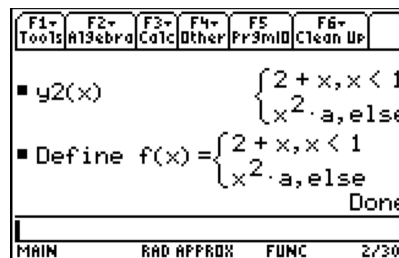 F1 F2 F3 F4 F5 F6
Tools Algebra Calc Other PrgmIO Clean Up
▪ y2(x) {2 + x, x < 1
x²·a, else
▪ Define f(x) = {2 + x, x < 1
x²·a, else
Done
MAIN RAD APPROX FUNC 2/30